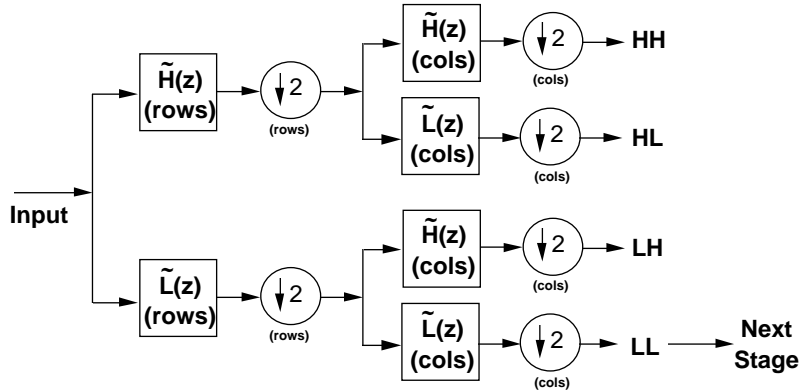 H̃(z)
(cols)
↓2
(cols)
HH
H̃(z)
(rows)
↓2
(rows)
L̃(z)
(cols)
↓2
(cols)
HL
Input
H̃(z)
(cols)
↓2
(cols)
LH
L̃(z)
(rows)
↓2
(rows)
L̃(z)
(cols)
↓2
(cols)
LL
Next
Stage